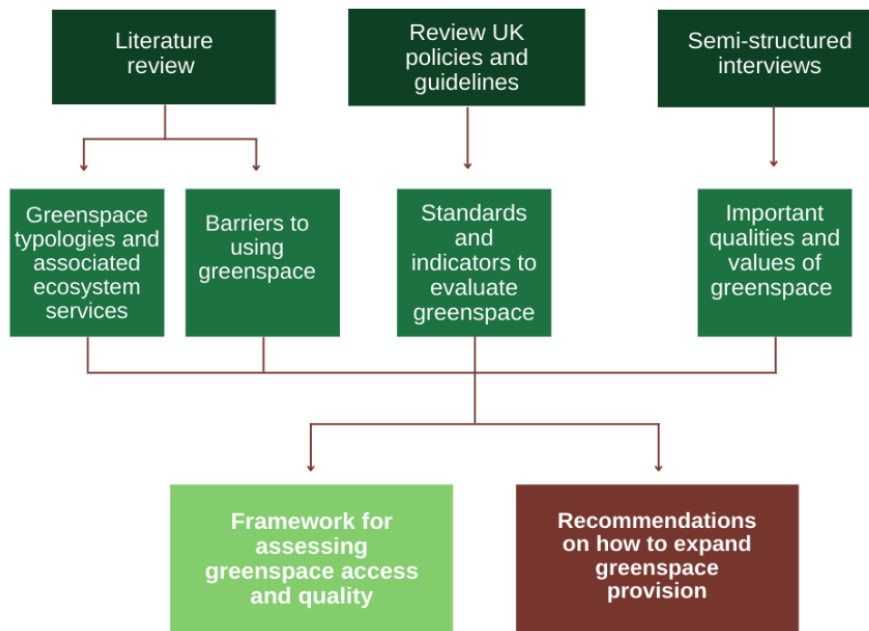 Literature
review
Review UK
policies and
guidelines
Semi-structured
interviews
Greenspace
typologies and
associated
ecosystem
services
Barriers to
using
greenspace
Standards
and
indicators to
evaluate
greenspace
Important
qualities and
values of
greenspace
Framework for
assessing
greenspace access
and quality
Recommendations
on how to expand
greenspace
provision